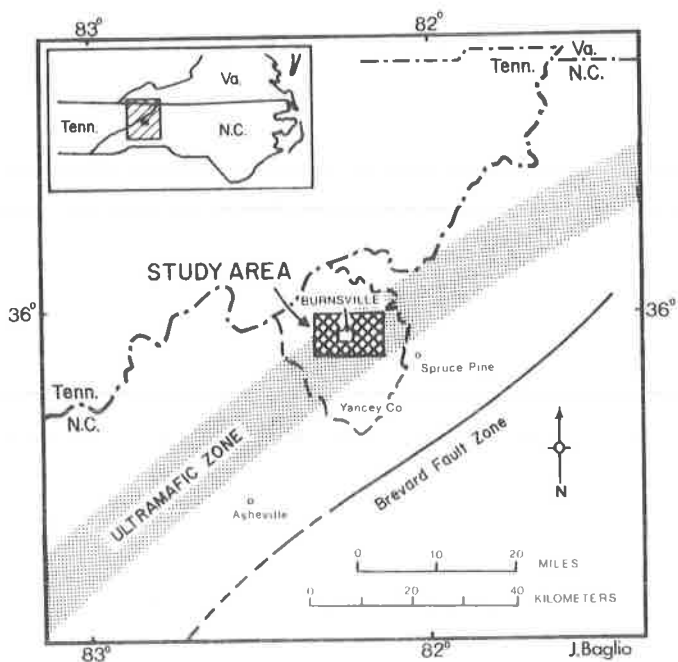 83° 82°
Va.
Tenn.
N.C.
Va.
Tenn.
N.C.
STUDY AREA
BURNSVILLE
36° 36°
Spruce Pine
Tenn.
N.C.
Yancey Co
ULTRAMAFIC ZONE
Brevard Fault Zone
Asheville
N
0 10 20 MILES
0 20 40 KILOMETERS
83° 82° J. Baglio